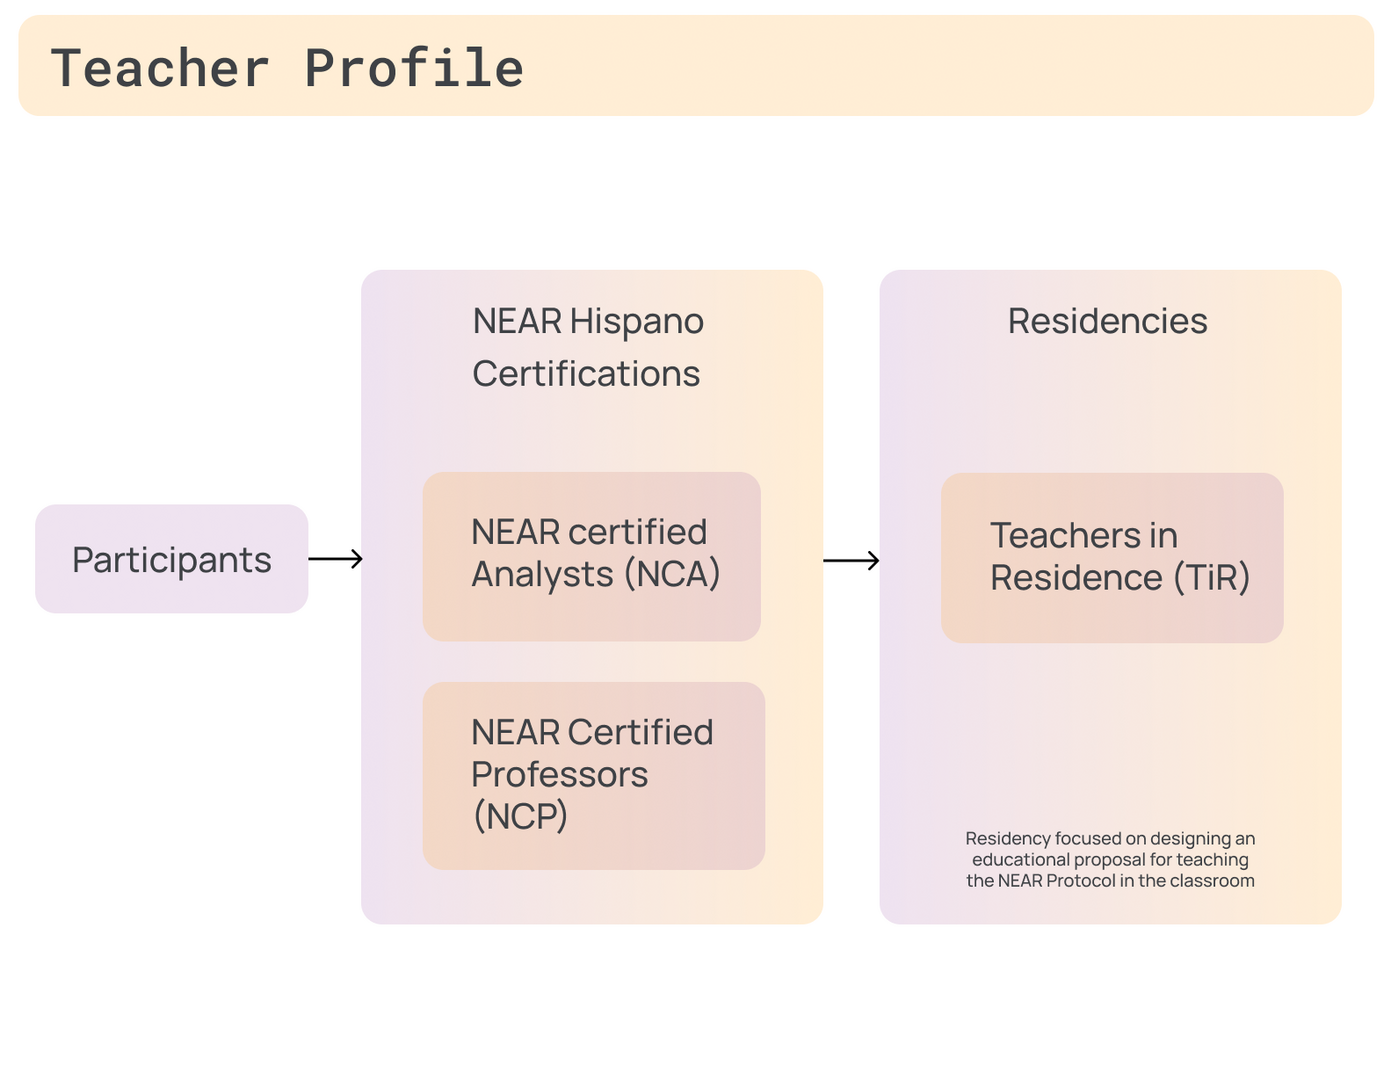 Teacher Profile
Participants
NEAR Hispano
Certifications
NEAR certified
Analysts (NCA)
NEAR Certified
Professors
(NCP)
Residencies
Teachers in
Residence (TiR)
Residency focused on designing an
educational proposal for teaching
the NEAR Protocol in the classroom